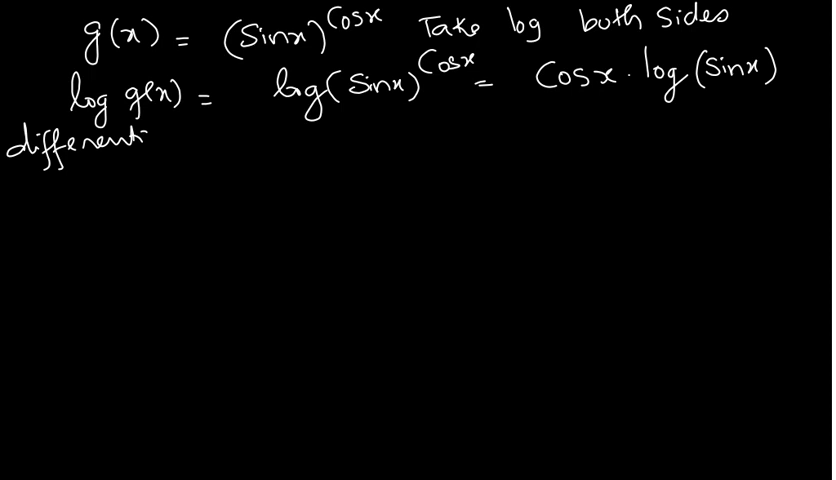 g(x) = (Sinx)^Cosx Take log both sides
log g(x) = log(Sinx)^Cosx = Cosx · log(Sinx)
differenti